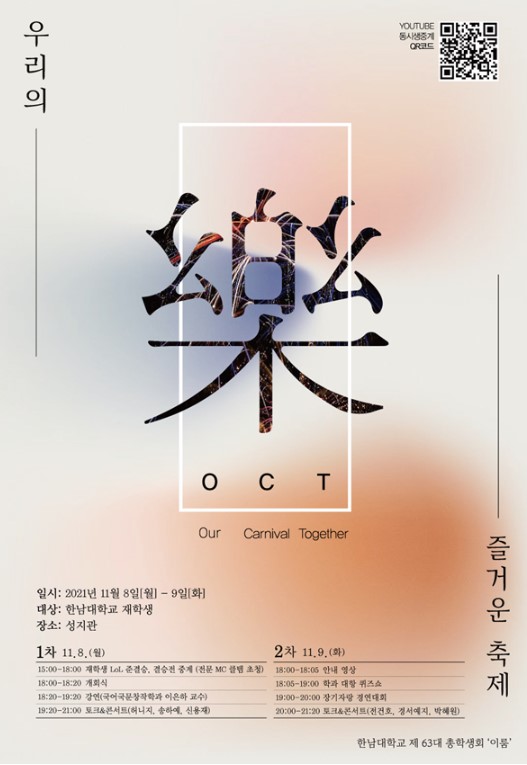 우리의
YOUTUBE
동시생중계
QR코드
樂
O C T
Our Carnival Together
즐거운 축제
일시: 2021년 11월 8일[월] - 9일[화]
대상: 한남대학교 재학생
장소: 성지관
1차 11.8.(월)
15:00-18:00 재학생 LoL 준결승, 결승전 중계 (전문 MC 클템 초청)
18:00-18:20 개회식
18:20-19:20 강연(국어국문창작학과 이은하 교수)
19:20-21:00 토크&콘서트(허니지, 송하예, 신용재)
2차 11.9.(화)
18:00-18:05 안내 영상
18:05-19:00 학과 대항 퀴즈쇼
19:00-20:00 장기자랑 경연대회
20:00-21:20 토크&콘서트(전건호, 경서예지, 박혜원)
한남대학교 제 63대 총학생회 '이룸'